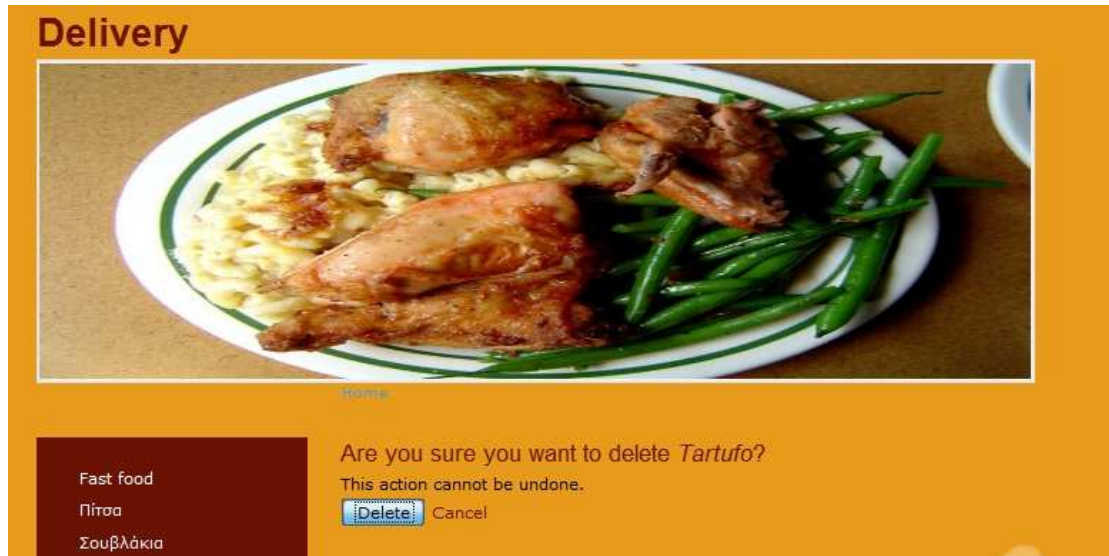 Delivery
Home
Fast food
Πίτσα
Σουβλάκια
Are you sure you want to delete Tartufo?
This action cannot be undone.
Delete Cancel